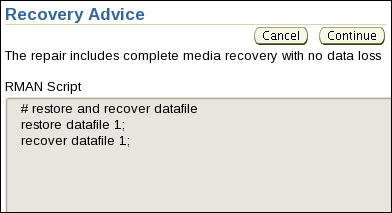 Recovery Advice
Cancel Continue
The repair includes complete media recovery with no data loss
RMAN Script
# restore and recover datafile
restore datafile 1;
recover datafile 1;